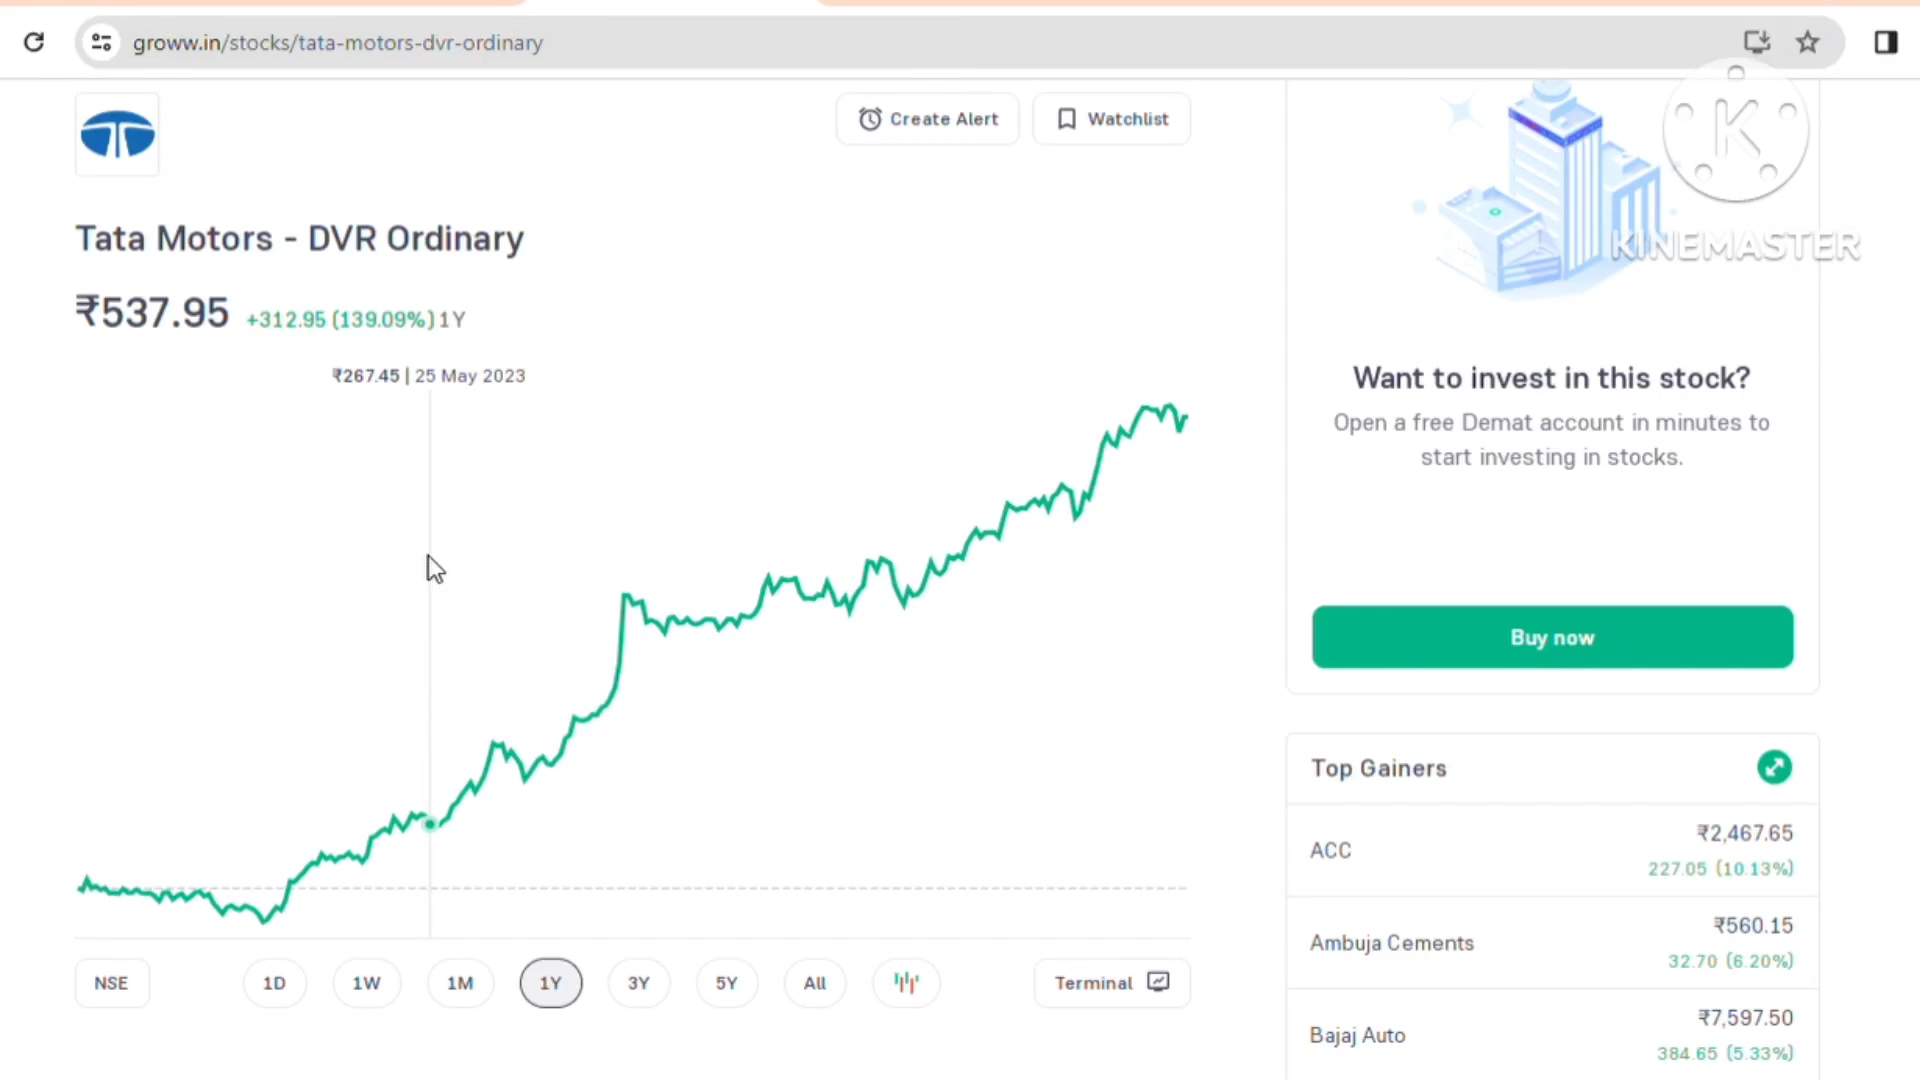 groww.in/stocks/tata-motors-dvr-ordinary
Create Alert
Watchlist
K
KINEMASTER
Tata Motors - DVR Ordinary
₹537.95 +312.95 (139.09%) 1Y
₹267.45 | 25 May 2023
Want to invest in this stock?
Open a free Demat account in minutes to
start investing in stocks.
Buy now
Top Gainers
ACC
₹2,467.65
227.05 (10.13%)
Ambuja Cements
₹560.15
32.70 (6.20%)
Bajaj Auto
₹7,597.50
384.65 (5.33%)
NSE 1D 1W 1M 1Y 3Y 5Y All Terminal